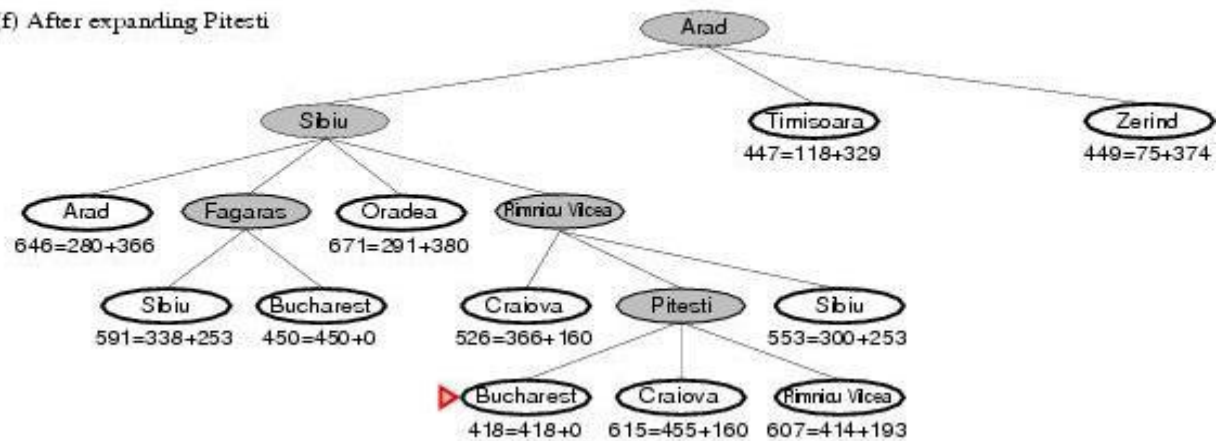 (f) After expanding Pitesti
Arad
Sibiu
Timisoara
Zerind
447=118+329
449=75+374
Arad
Fagaras
Oradea
Rimnicu Vilcea
646=280+366
671=291+380
Sibiu
Bucharest
Craiova
Pitesti
Sibiu
591=338+253
450=450+0
526=366+160
553=300+253
Bucharest
Craiova
Rimnicu Vilcea
418=418+0
615=455+160
607=414+193